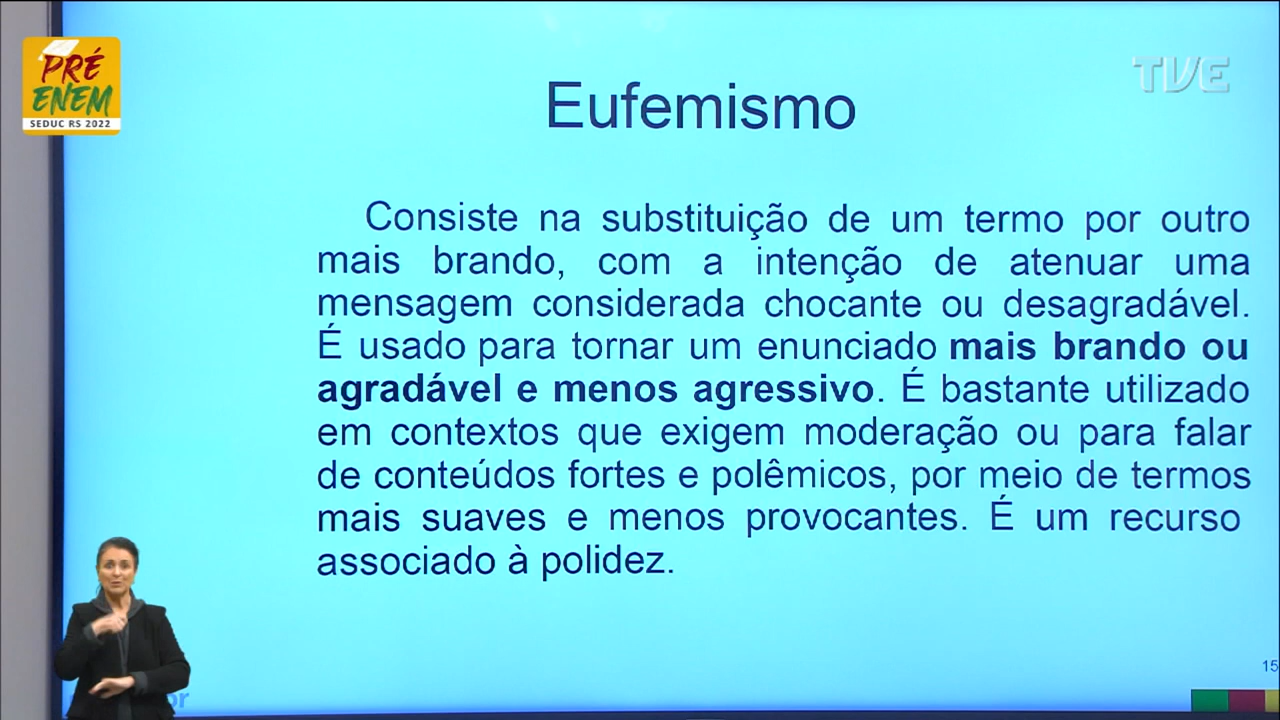 PRÉ
ENEM
SEDUC RS 2022
TVE
Eufemismo
Consiste na substituição de um termo por outro
mais brando, com a intenção de atenuar uma
mensagem considerada chocante ou desagradável.
É usado para tornar um enunciado mais brando ou
agradável e menos agressivo. É bastante utilizado
em contextos que exigem moderação ou para falar
de conteúdos fortes e polêmicos, por meio de termos
mais suaves e menos provocantes. É um recurso
associado à polidez.
15